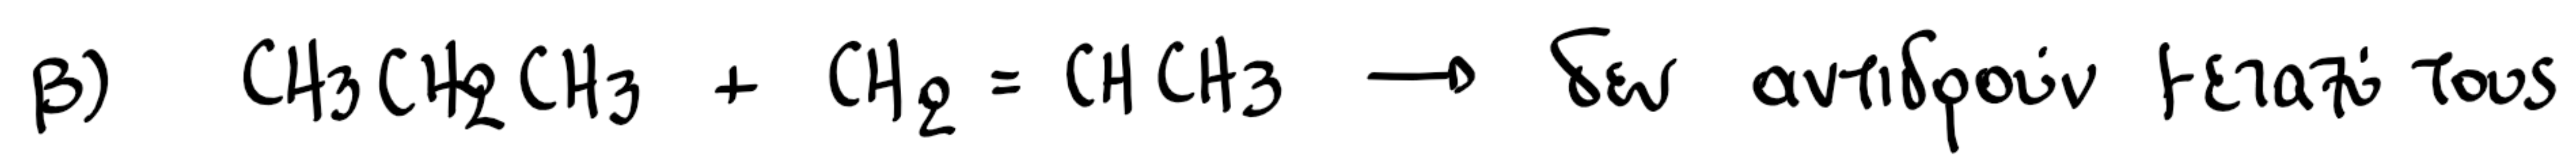 β) CH3CH2CH3 + CH2 = CHCH3 → δεν αντιδρούν μεταξύ τους